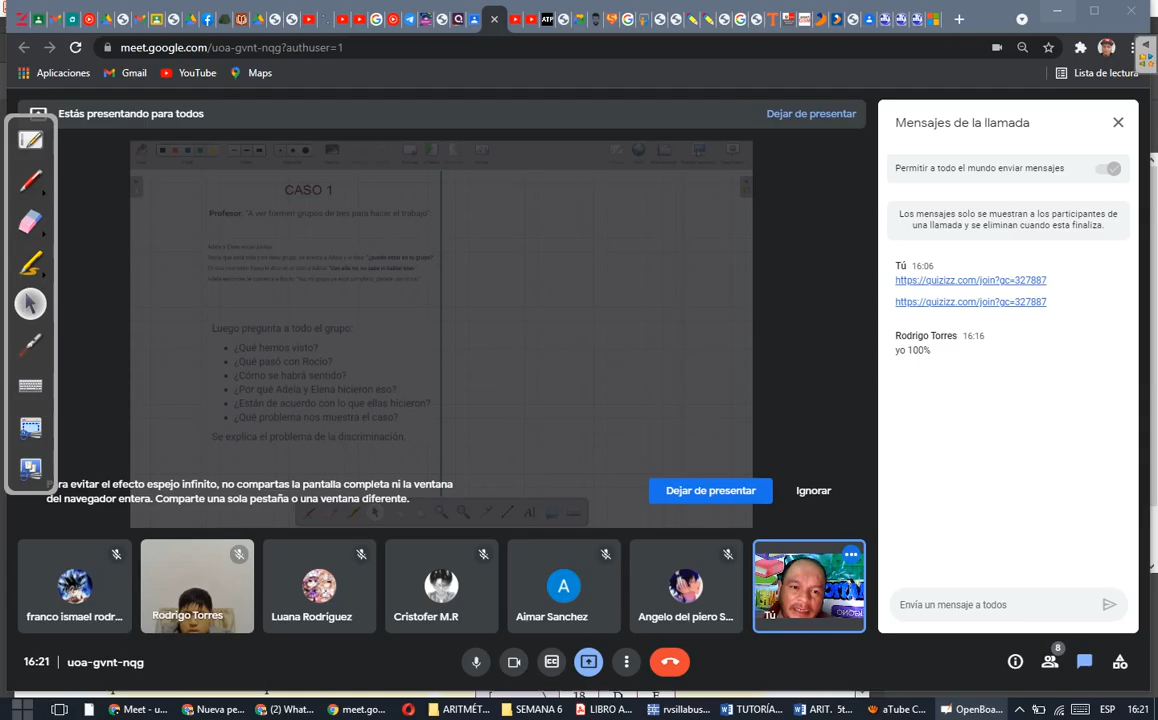 meet.google.com/uoa-gvnt-nqg?authuser=1
Aplicaciones
Gmail
YouTube
Maps
Lista de lectura
Estás presentando para todos
Dejar de presentar
CASO 1
Profesor: "A ver formen grupos de tres para hacer el trabajo":
Luego pregunta a todo el grupo:
¿Qué hemos visto?
¿Qué pasó con Rocío?
¿Cómo se habrá sentido?
¿Por qué Adela y Elena hicieron eso?
¿Están de acuerdo con lo que ellas hicieron?
¿Qué problema nos muestra el caso?
Se explica el problema de la discriminación.
Para evitar el efecto espejo infinito, no compartas la pantalla completa ni la ventana
del navegador entera. Comparte una sola pestaña o una ventana diferente.
Dejar de presentar
Ignorar
Mensajes de la llamada
Permitir a todo el mundo enviar mensajes
Los mensajes solo se muestran a los participantes de
una llamada y se eliminan cuando esta finaliza.
Tú 16:06
https://quizizz.com/join?gc=327887
https://quizizz.com/join?gc=327887
Rodrigo Torres 16:16
yo 100%
Envía un mensaje a todos
franco ismael rodr...
Rodrigo Torres
Luana Rodriguez
Cristofer M.R
A
Aimar Sanchez
Angelo del piero S...
Tú
16:21
uoa-gvnt-nqg
8
Meet - u...
Nueva pe...
(2) What...
meet.go...
ARITMÉT...
SEMANA 6
LIBRO A...
rvsillabus...
TUTORÍA...
ARIT. 5t...
aTube C...
OpenBoa...
ESP
16:21